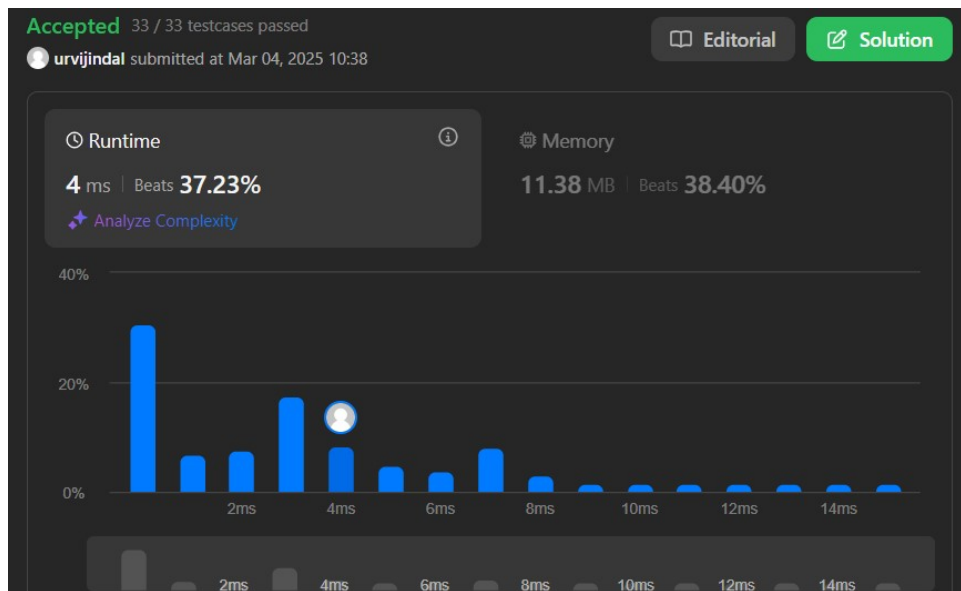 Accepted 33 / 33 testcases passed
Editorial
Solution
urvijindal submitted at Mar 04, 2025 10:38
Runtime
4 ms | Beats 37.23%
Analyze Complexity
Memory
11.38 MB | Beats 38.40%
40%
20%
0%
2ms 4ms 6ms 8ms 10ms 12ms 14ms
2ms 4ms 6ms 8ms 10ms 12ms 14ms